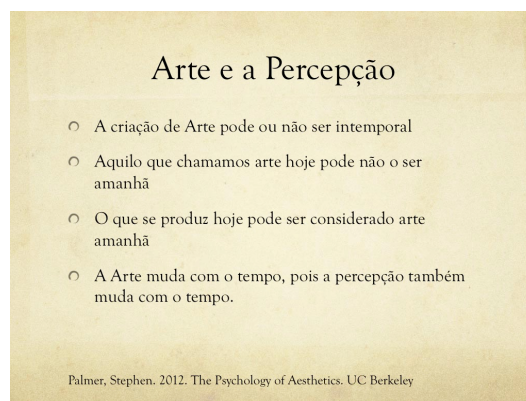 Arte e a Percepção
A criação de Arte pode ou não ser intemporal
Aquilo que chamamos arte hoje pode não o ser
amanhã
O que se produz hoje pode ser considerado arte
amanhã
A Arte muda com o tempo, pois a percepção também
muda com o tempo.
Palmer, Stephen. 2012. The Psychology of Aesthetics. UC Berkeley